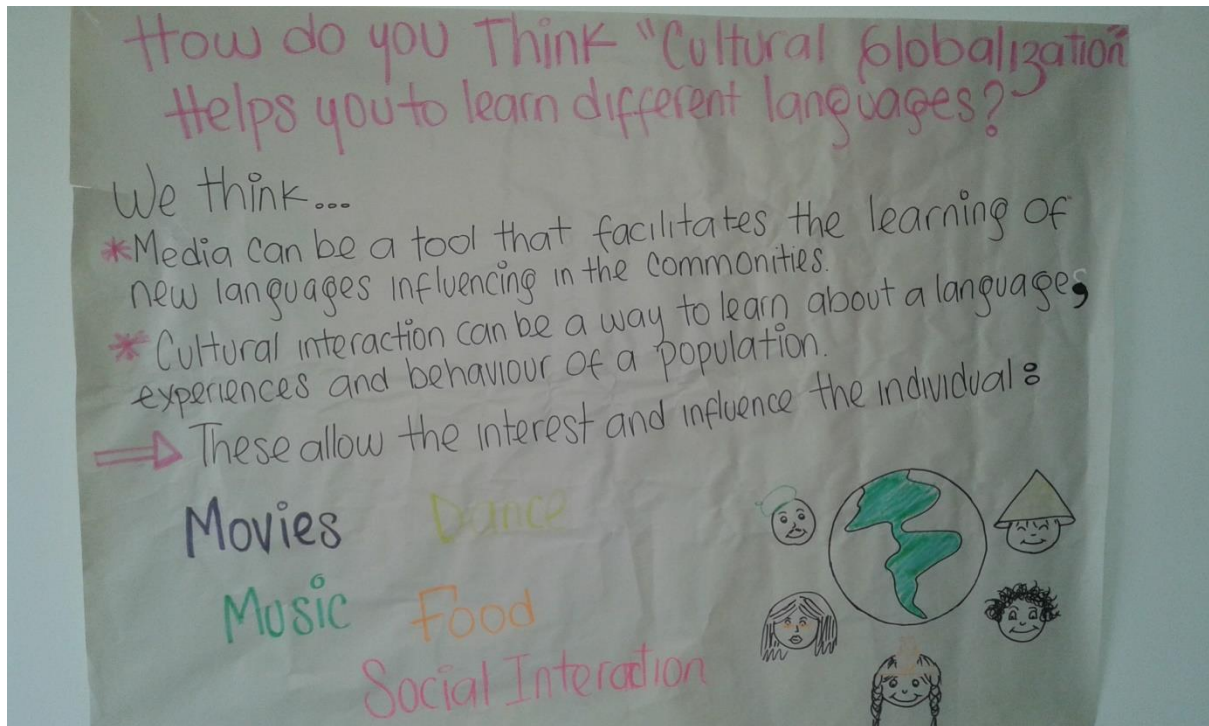 How do you Think "Cultural Globalization
Helps you to learn different languages?"
We think...
*Media can be a tool that facilitates the learning of
new languages influencing in the commonities.
* Cultural interaction can be a way to learn about a language,
experiences and behaviour of a population.
⇒ These allow the interest and influence the individual:
Movies Dance
Music Food
Social Interaction